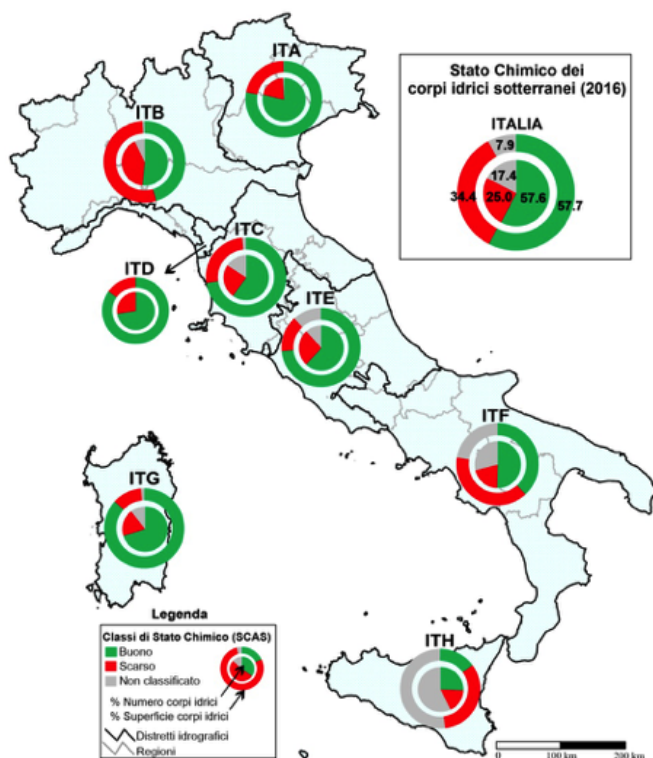 ITA
Stato Chimico dei
corpi idrici sotterranei (2016)
ITALIA
7.9
17.4
34.4
25.0
57.6
57.7
ITB
ITC
ITD
ITE
ITF
ITG
ITH
Legenda
Classi di Stato Chimico (SCAS)
Buono
Scarso
Non classificato
% Numero corpi idrici
% Superficie corpi idrici
Distretti idrografici
Regioni
0 100 km 200 km